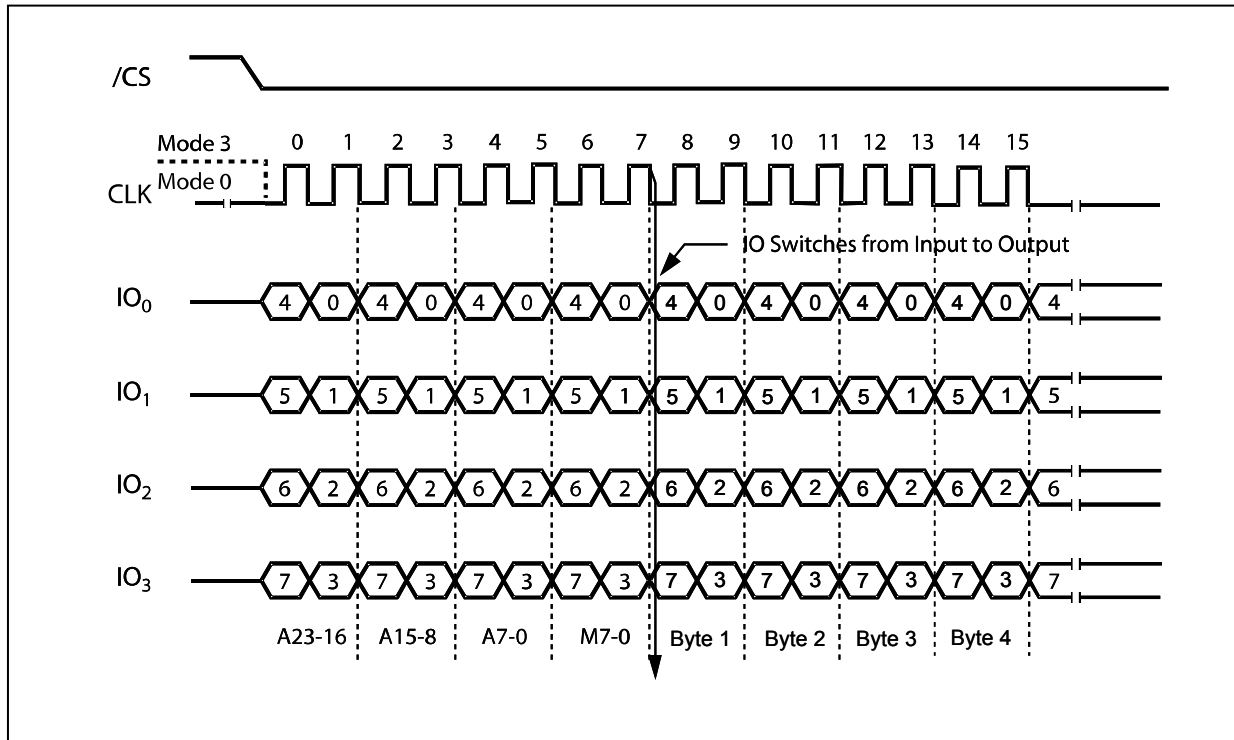 /CS
Mode 3 0 1 2 3 4 5 6 7 8 9 10 11 12 13 14 15
Mode 0
CLK
IO Switches from Input to Output
IO0 4 0 4 0 4 0 4 0 4 0 4 0 4 0 4 0 4
IO1 5 1 5 1 5 1 5 1 5 1 5 1 5 1 5 1 5
IO2 6 2 6 2 6 2 6 2 6 2 6 2 6 2 6 2 6
IO3 7 3 7 3 7 3 7 3 7 3 7 3 7 3 7 3 7
A23-16 A15-8 A7-0 M7-0 Byte 1 Byte 2 Byte 3 Byte 4